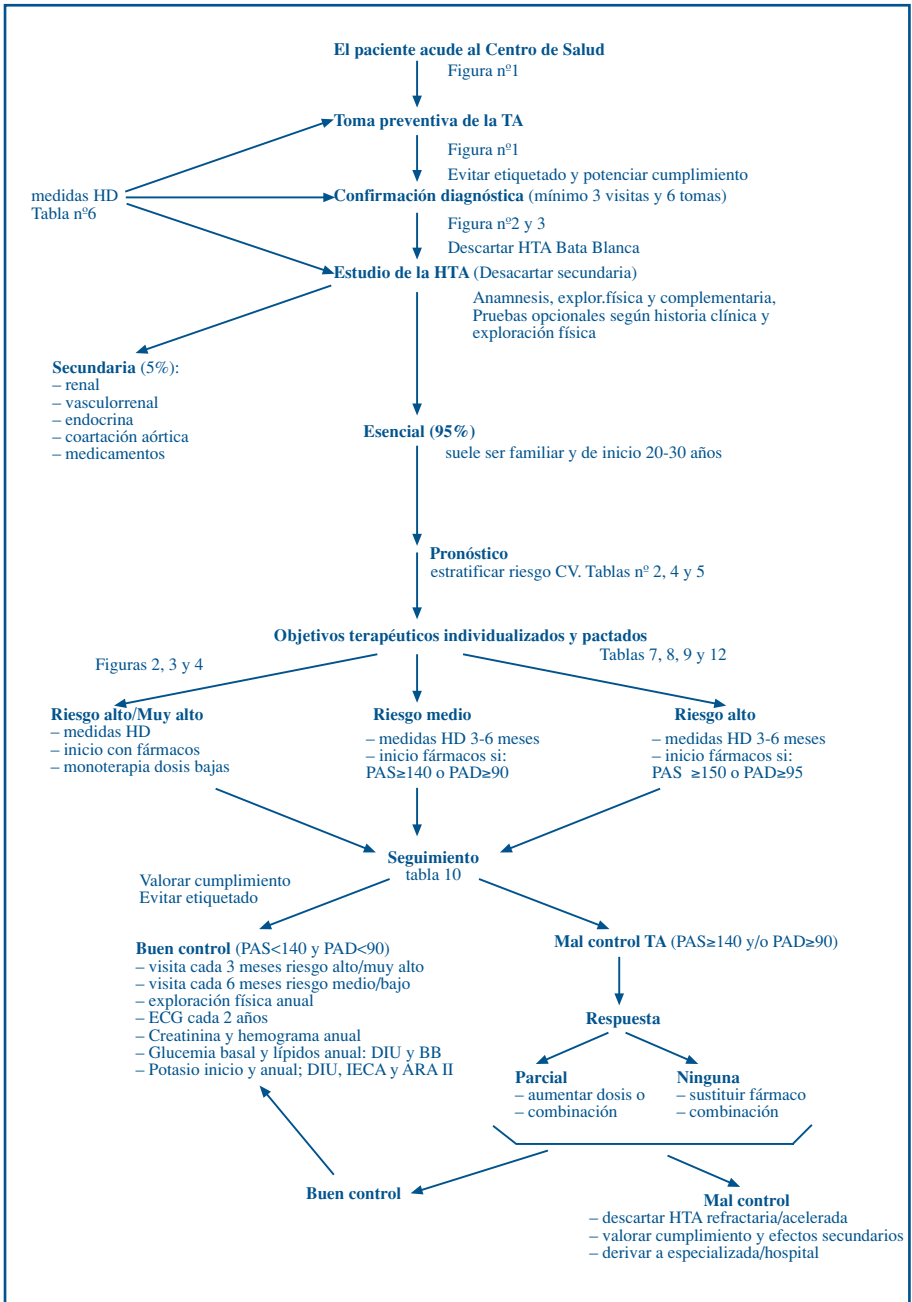 El paciente acude al Centro de Salud
Figura nº1
Toma preventiva de la TA
Figura nº1
Evitar etiquetado y potenciar cumplimiento
medidas HD
Tabla nº6
Confirmación diagnóstica (mínimo 3 visitas y 6 tomas)
Figura nº2 y 3
Descartar HTA Bata Blanca
Estudio de la HTA (Desacartar secundaria)
Anamnesis, explor.física y complementaria,
Pruebas opcionales según historia clínica y
exploración física
Secundaria (5%):
– renal
– vasculorrenal
– endocrina
– coartación aórtica
– medicamentos
Esencial (95%)
suele ser familiar y de inicio 20-30 años
Pronóstico
estratificar riesgo CV. Tablas nº 2, 4 y 5
Objetivos terapéuticos individualizados y pactados
Figuras 2, 3 y 4
Tablas 7, 8, 9 y 12
Riesgo alto/Muy alto
– medidas HD
– inicio con fármacos
– monoterapia dosis bajas
Riesgo medio
– medidas HD 3-6 meses
– inicio fármacos si:
PAS≥140 o PAD≥90
Riesgo alto
– medidas HD 3-6 meses
– inicio fármacos si:
PAS ≥150 o PAD≥95
Seguimiento
tabla 10
Valorar cumplimiento
Evitar etiquetado
Buen control (PAS<140 y PAD<90)
– visita cada 3 meses riesgo alto/muy alto
– visita cada 6 meses riesgo medio/bajo
– exploración física anual
– ECG cada 2 años
– Creatinina y hemograma anual
– Glucemia basal y lípidos anual: DIU y BB
– Potasio inicio y anual; DIU, IECA y ARA II
Mal control TA (PAS≥140 y/o PAD≥90)
Respuesta
Parcial
– aumentar dosis o
– combinación
Ninguna
– sustituir fármaco
– combinación
Buen control
Mal control
– descartar HTA refractaria/acelerada
– valorar cumplimiento y efectos secundarios
– derivar a especializada/hospital